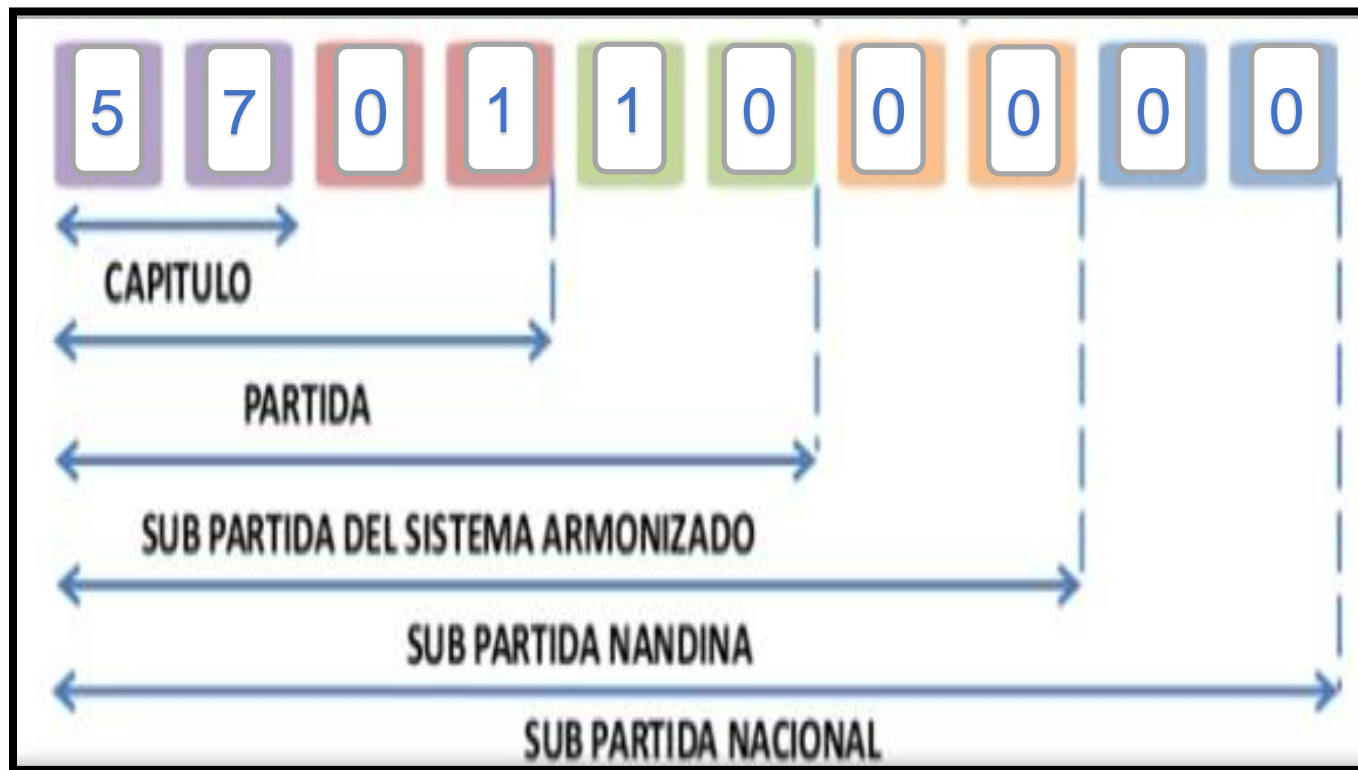 5 7 0 1 1 0 0 0 0 0
CAPITULO
PARTIDA
SUB PARTIDA DEL SISTEMA ARMONIZADO
SUB PARTIDA NANDINA
SUB PARTIDA NACIONAL